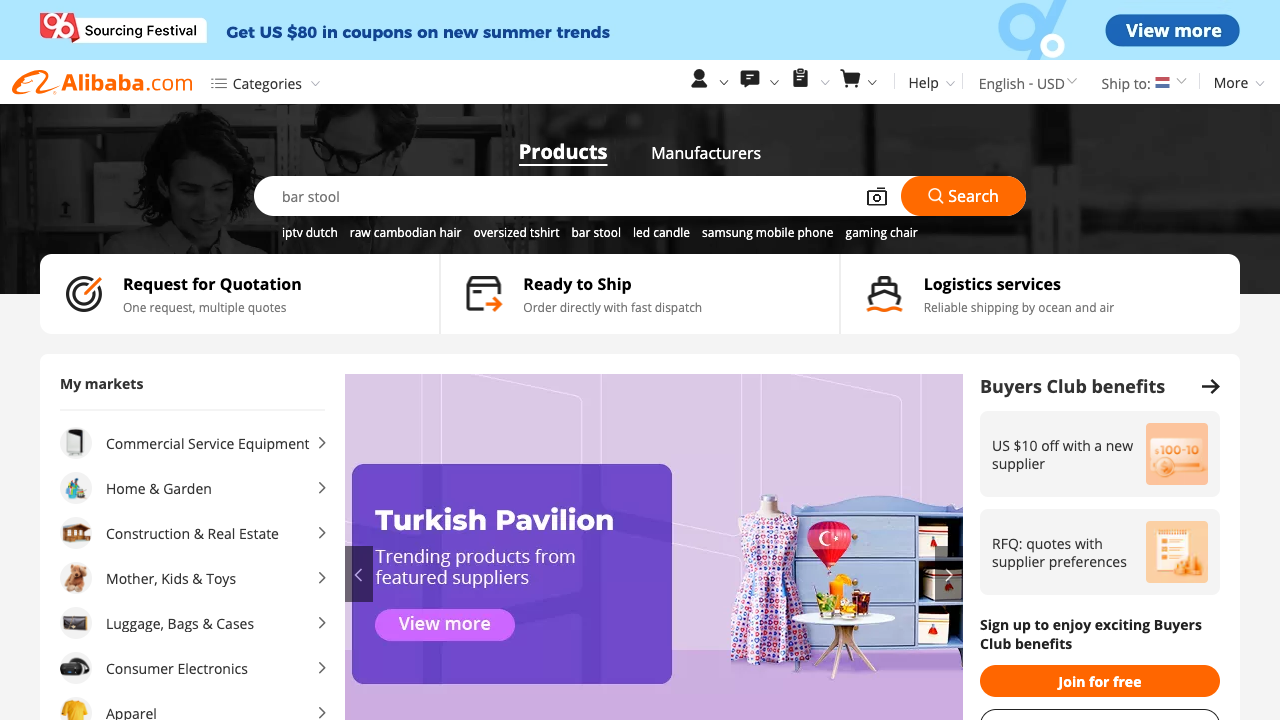 Sourcing Festival
Get US $80 in coupons on new summer trends
View more
Alibaba.com
Categories
Help
English - USD
Ship to:
More
Products
Manufacturers
bar stool
Search
iptv dutch raw cambodian hair oversized tshirt bar stool led candle samsung mobile phone gaming chair
Request for Quotation
One request, multiple quotes
Ready to Ship
Order directly with fast dispatch
Logistics services
Reliable shipping by ocean and air
My markets
Commercial Service Equipment
Home & Garden
Construction & Real Estate
Mother, Kids & Toys
Luggage, Bags & Cases
Consumer Electronics
Apparel
Turkish Pavilion
Trending products from
featured suppliers
View more
Buyers Club benefits
US $10 off with a new
supplier
$100-10
RFQ: quotes with
supplier preferences
Sign up to enjoy exciting Buyers
Club benefits
Join for free